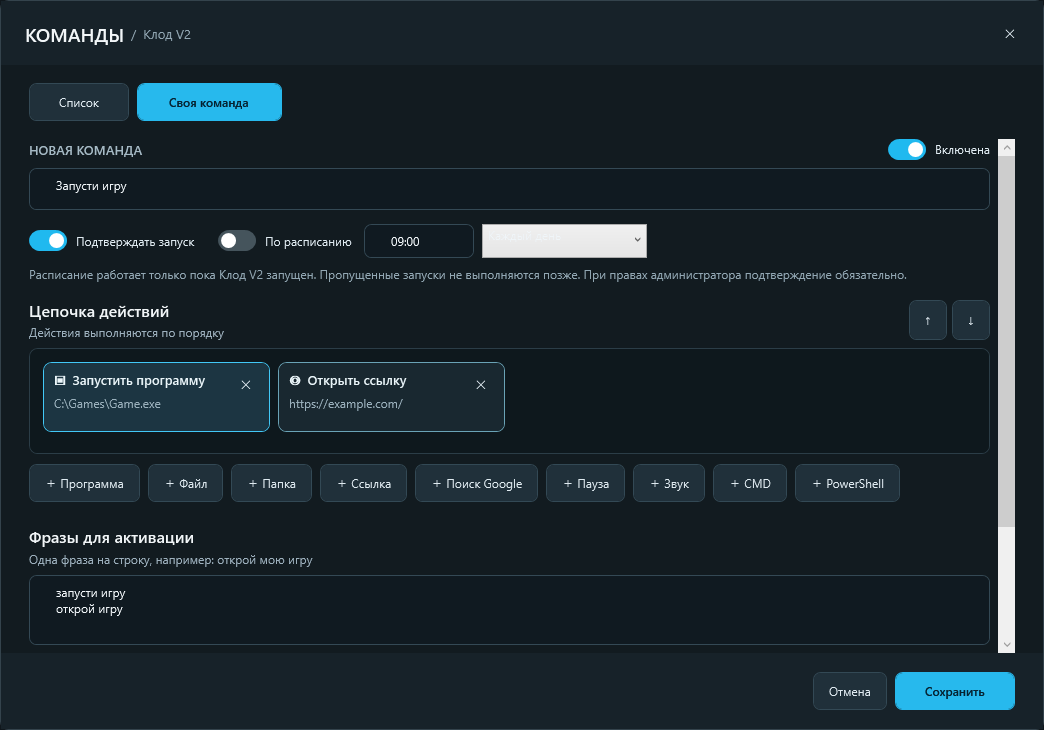 КОМАНДЫ / Клод V2
Список
Своя команда
НОВАЯ КОМАНДА
Включена
Запусти игру
Подтверждать запуск
По расписанию
09:00
Каждый день
Расписание работает только пока Клод V2 запущен. Пропущенные запуски не выполняются позже. При правах администратора подтверждение обязательно.
Цепочка действий
Действия выполняются по порядку
↑
↓
Запустить программу
C:\Games\Game.exe
Открыть ссылку
https://example.com/
+ Программа
+ Файл
+ Папка
+ Ссылка
+ Поиск Google
+ Пауза
+ Звук
+ CMD
+ PowerShell
Фразы для активации
Одна фраза на строку, например: открой мою игру
запусти игру
открой игру
Отмена
Сохранить